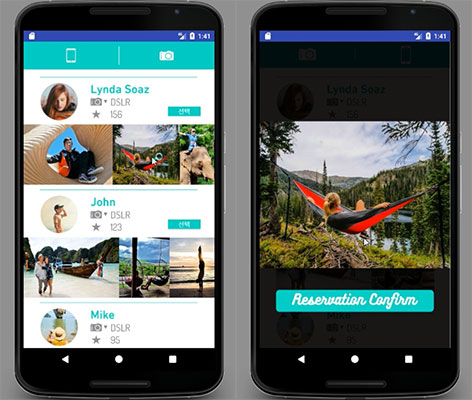 1:41
Lynda Soaz
DSLR
156
선택
John
DSLR
123
선택
Mike
DSLR
95
1:41
Lynda Soaz
DSLR
156
Reservation Confirm
Mike
DSLR
95